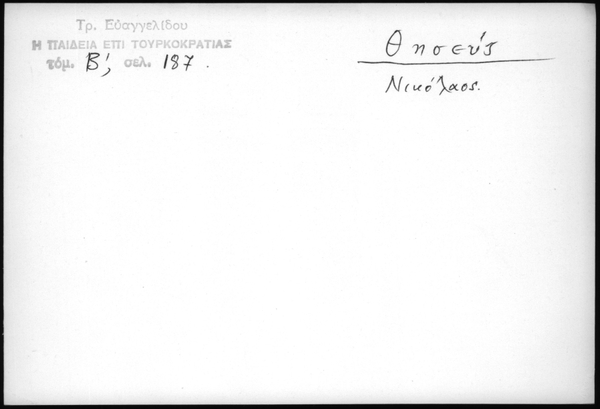 Τρ. Εὐαγγελίδου
Η ΠΑΙΔΕΙΑ ΕΠΙ ΤΟΥΡΚΟΚΡΑΤΙΑΣ
τόμ. Β', σελ. 187.
Θησεύς
Νικόλαος.